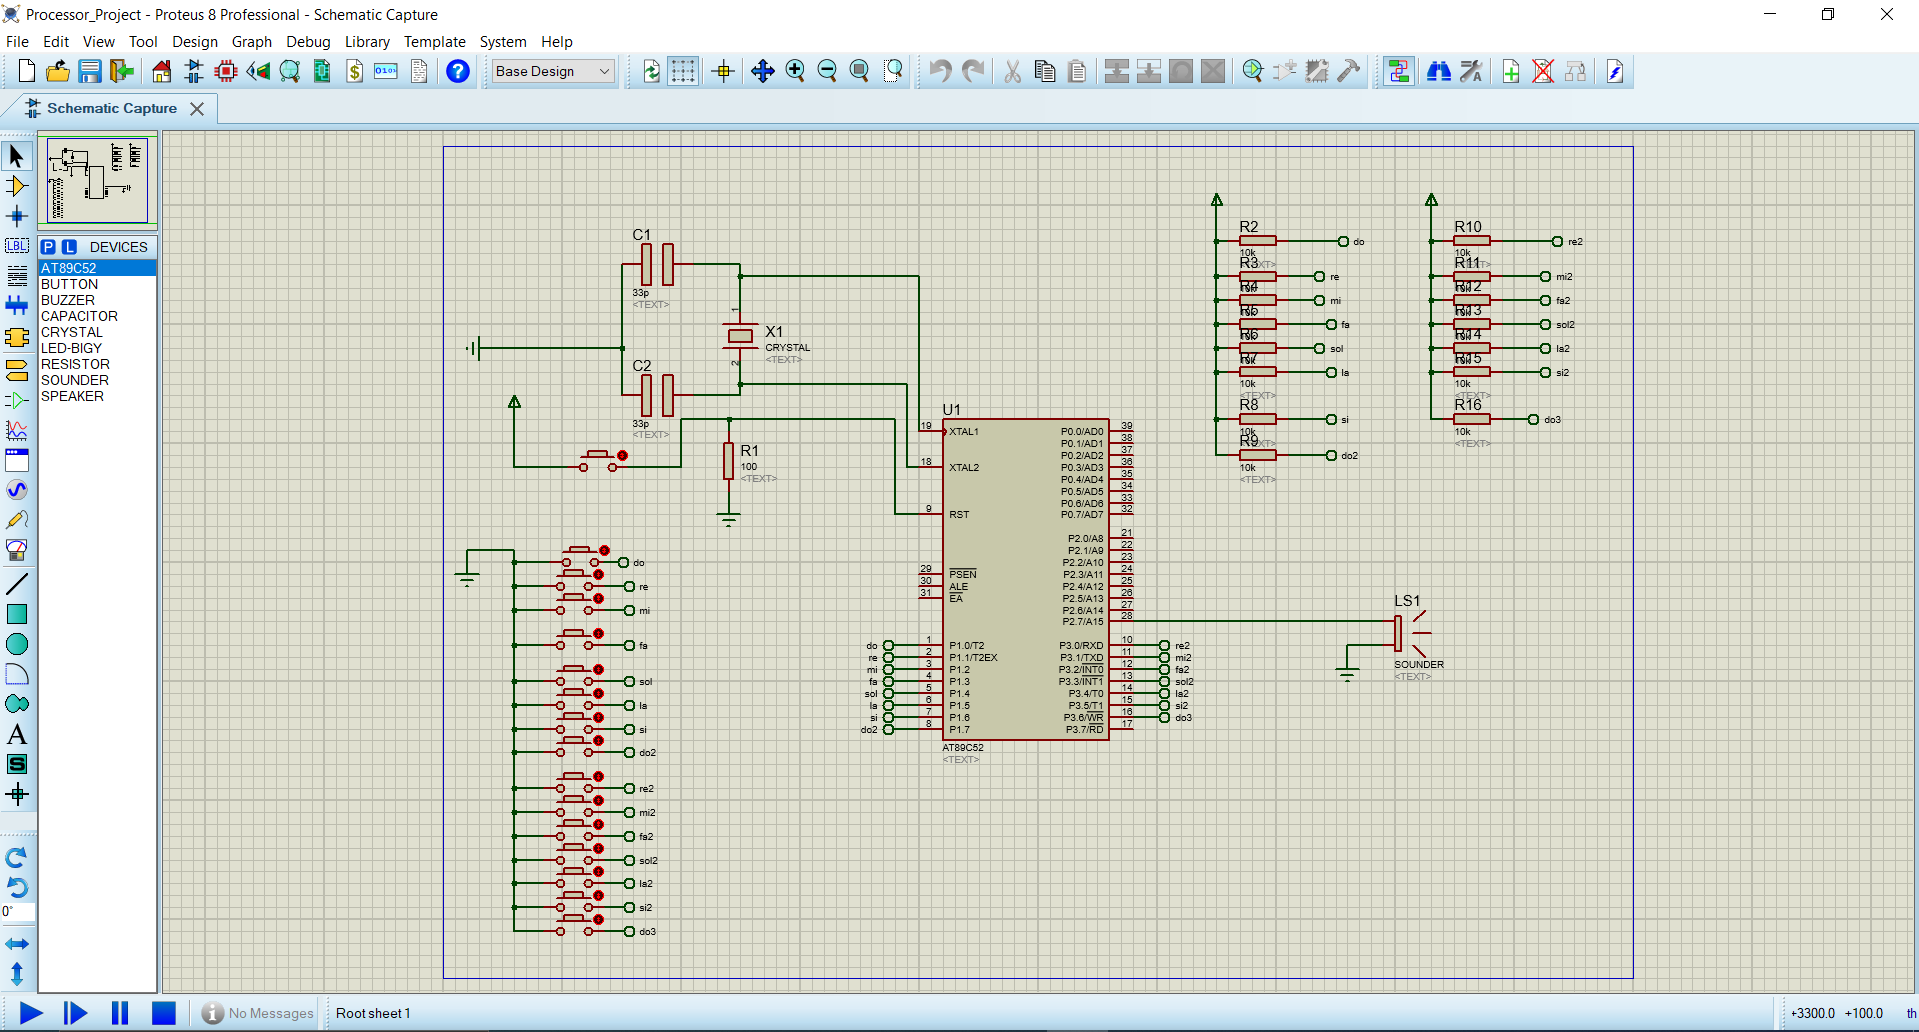 Processor_Project - Proteus 8 Professional - Schematic Capture
File Edit View Tool Design Graph Debug Library Template System Help
Base Design
Schematic Capture
P L DEVICES
AT89C52
BUTTON
BUZZER
CAPACITOR
CRYSTAL
LED-BIGY
RESISTOR
SOUNDER
SPEAKER
LBL
A
S
0°
C1
33p
<TEXT>
X1
CRYSTAL
<TEXT>
1
2
C2
33p
<TEXT>
R1
100
<TEXT>
do
re
mi
fa
sol
la
si
do2
re2
mi2
fa2
sol2
la2
si2
do3
U1
19 XTAL1
18 XTAL2
9 RST
29 PSEN
30 ALE
31 EA
do 1 P1.0/T2
re 2 P1.1/T2EX
mi 3 P1.2
fa 4 P1.3
sol 5 P1.4
la 6 P1.5
si 7 P1.6
do2 8 P1.7
P0.0/AD0 39
P0.1/AD1 38
P0.2/AD2 37
P0.3/AD3 36
P0.4/AD4 35
P0.5/AD5 34
P0.6/AD6 33
P0.7/AD7 32
P2.0/A8 21
P2.1/A9 22
P2.2/A10 23
P2.3/A11 24
P2.4/A12 25
P2.5/A13 26
P2.6/A14 27
P2.7/A15 28
P3.0/RXD 10 re2
P3.1/TXD 11 mi2
P3.2/INT0 12 fa2
P3.3/INT1 13 sol2
P3.4/T0 14 la2
P3.5/T1 15 si2
P3.6/WR 16 do3
P3.7/RD 17
AT89C52
<TEXT>
R2
do
10k
R3
re
R4
mi
R5
fa
R6
sol
R7
la
10k
<TEXT>
R8
si
10k
R9
do2
10k
<TEXT>
R10
re2
10k
R11
mi2
R12
fa2
R13
sol2
R14
la2
R15
si2
10k
<TEXT>
R16
do3
10k
<TEXT>
LS1
SOUNDER
<TEXT>
No Messages
Root sheet 1
+3300.0 +100.0 th